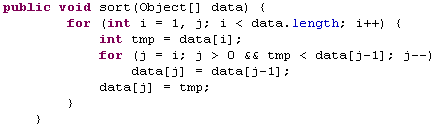 public void sort(Object[] data) {
        for (int i = 1, j; i < data.length; i++) {
            int tmp = data[i];
            for (j = i; j > 0 && tmp < data[j-1]; j--)
                data[j] = data[j-1];
            data[j] = tmp;
        }
    }